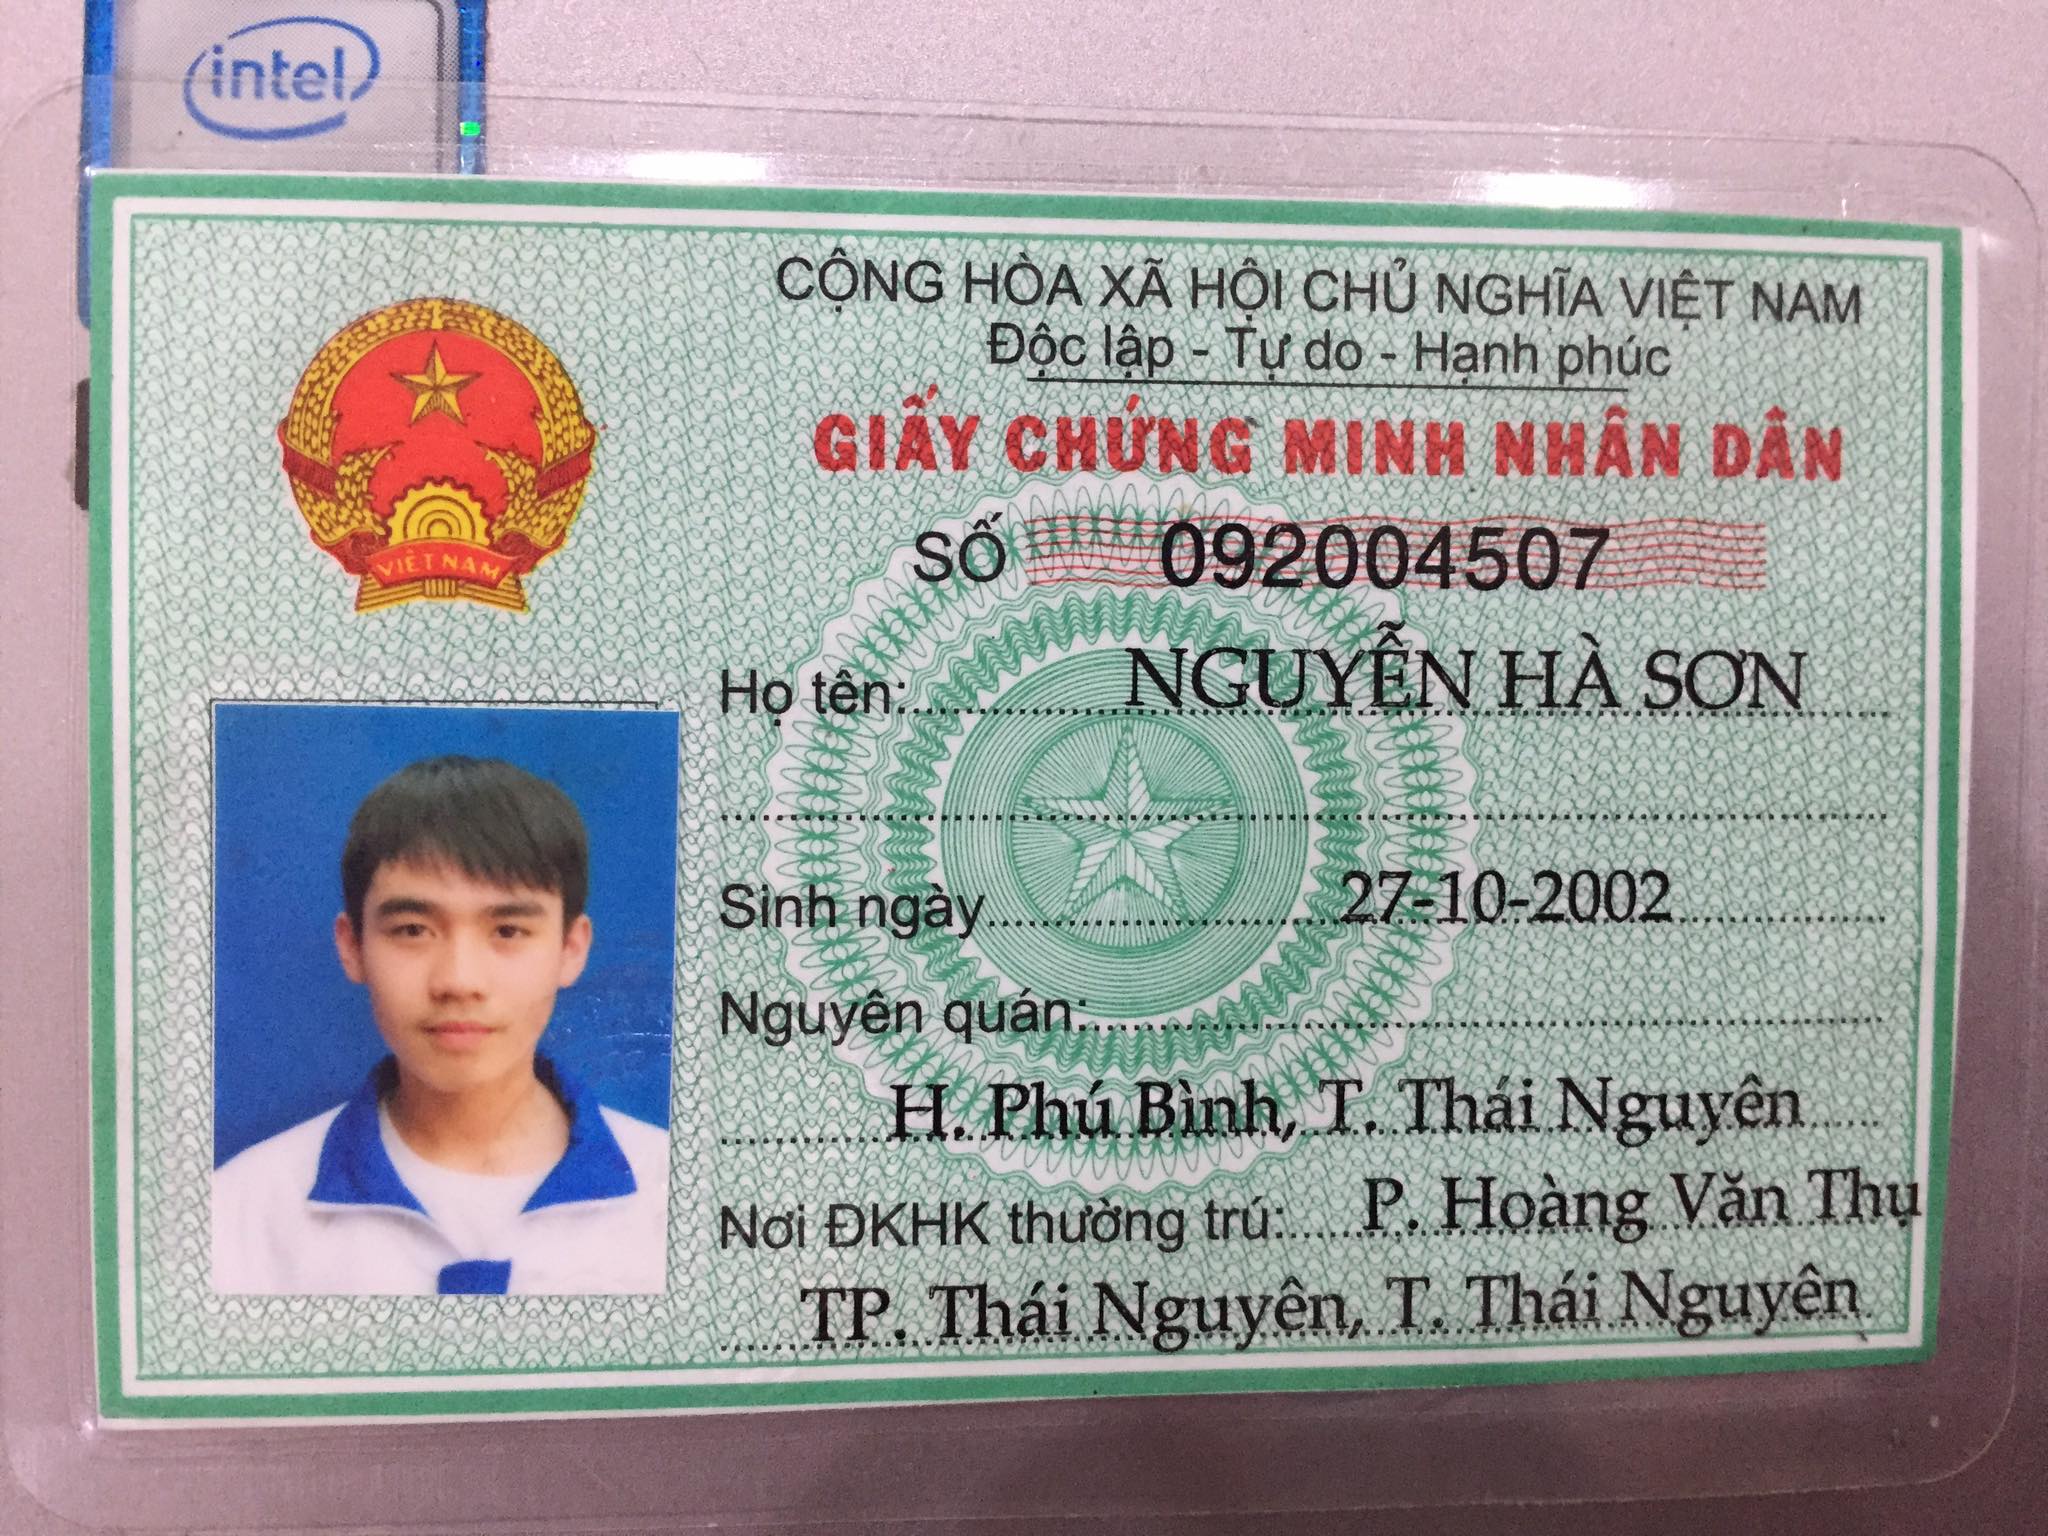 intel
CỘNG HÒA XÃ HỘI CHỦ NGHĨA VIỆT NAM
Độc lập - Tự do - Hạnh phúc
GIẤY CHỨNG MINH NHÂN DÂN
SỐ 092004507
VIỆT NAM
Họ tên: NGUYỄN HÀ SƠN
Sinh ngày 27-10-2002
Nguyên quán:
H. Phú Bình, T. Thái Nguyên
Nơi ĐKHK thường trú: P. Hoàng Văn Thụ
TP. Thái Nguyên, T. Thái Nguyên